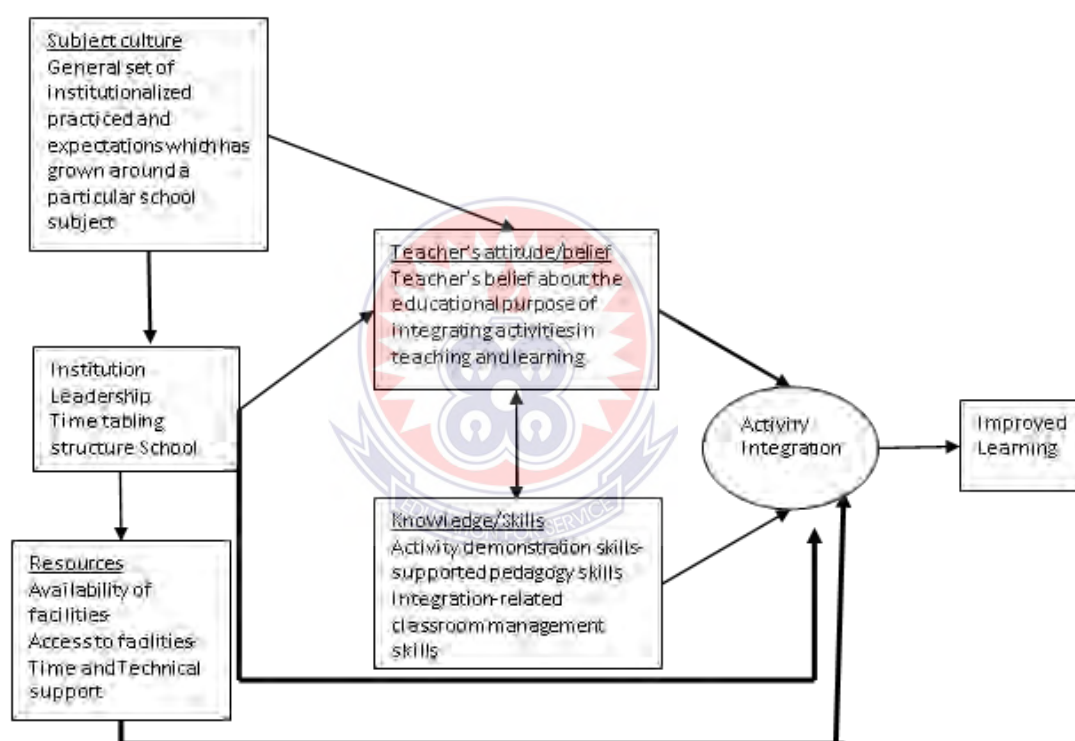 Subject culture
General set of
institutionalized
practiced and
expectations which has
grown around a
particular school
subject
Teacher's attitude/belief
Teacher's belief about the
educational purpose of
integrating activities in
teaching and learning
Institution
Leadership
Time tabling
structure School
Activity
Integration
Improved
Learning
Knowledge/Skills
Activity demonstration skills-
supported pedagogy skills
Integration-related
classroom management
skills
Resources
Availability of
facilities-
Access to facilities-
Time and Technical
support
EDUCATION FOR SERVICE